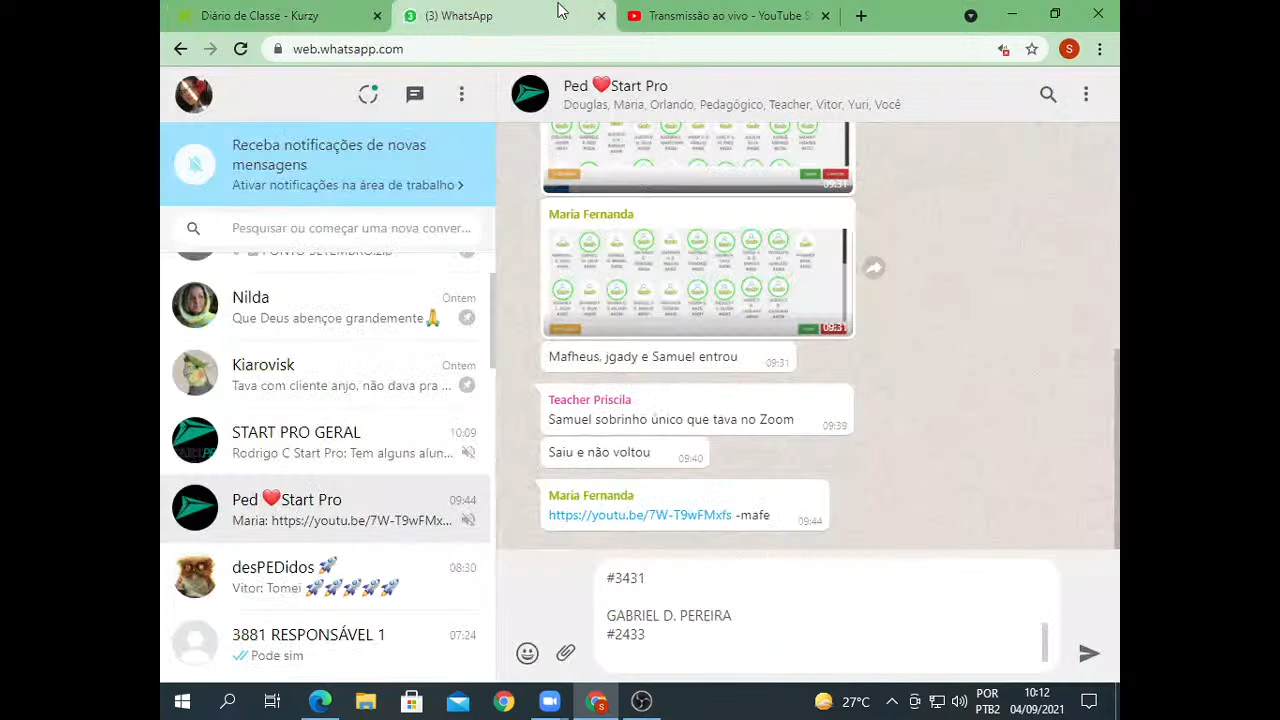 Diário de Classe - Kurzy
(3) WhatsApp
Transmissão ao vivo - YouTube S
web.whatsapp.com
S
Receba notificações de novas
mensagens
Ativar notificações na área de trabalho
Pesquisar ou começar uma nova conver...
Nilda
Ontem
Que Deus abençoe grandemente 🙏
Kiarovisk
Ontem
Tava com cliente anjo, não dava pra ...
START PRO GERAL
10:09
Rodrigo C Start Pro: Tem alguns alun...
Ped ❤️Start Pro
09:44
Maria: https://youtu.be/7W-T9wFMx...
desPEDidos 🚀
08:30
Vitor: Tomei 🚀🚀🚀🚀🚀
3881 RESPONSÁVEL 1
07:24
Pode sim
Ped ❤️Start Pro
Douglas, Maria, Orlando, Pedagógico, Teacher, Vitor, Yuri, Você
09:31
Maria Fernanda
09:31
Mafheus, jgady e Samuel entrou
09:31
Teacher Priscila
Samuel sobrinho único que tava no Zoom
09:39
Saiu e não voltou
09:40
Maria Fernanda
https://youtu.be/7W-T9wFMxfs -mafe
09:44
#3431
GABRIEL D. PEREIRA
#2433
27°C
POR
PTB2
10:12
04/09/2021